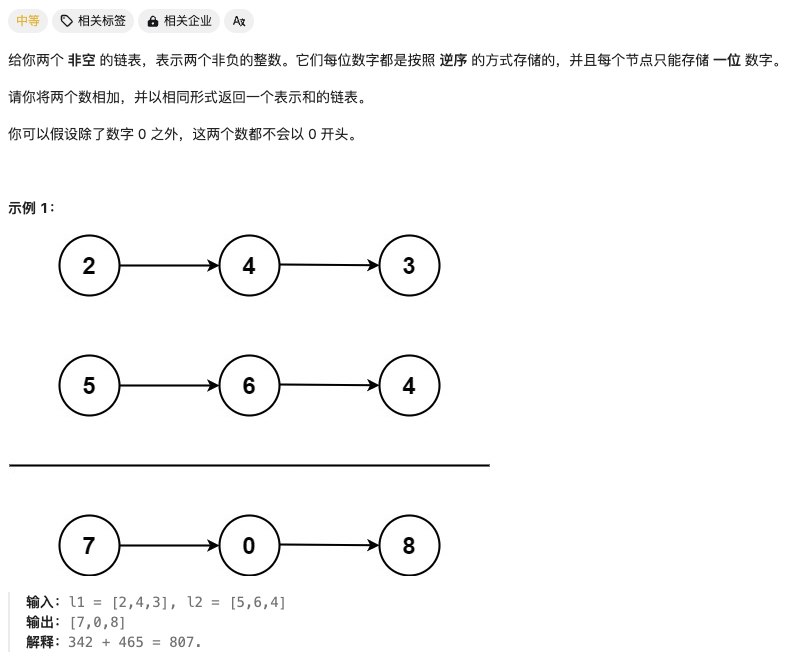 中等 相关标签 相关企业 A文
给你两个 非空 的链表，表示两个非负的整数。它们每位数字都是按照 逆序 的方式存储的，并且每个节点只能存储 一位 数字。
请你将两个数相加，并以相同形式返回一个表示和的链表。
你可以假设除了数字 0 之外，这两个数都不会以 0 开头。
示例 1：
2 4 3
5 6 4
7 0 8
输入：l1 = [2,4,3], l2 = [5,6,4]
输出：[7,0,8]
解释：342 + 465 = 807.